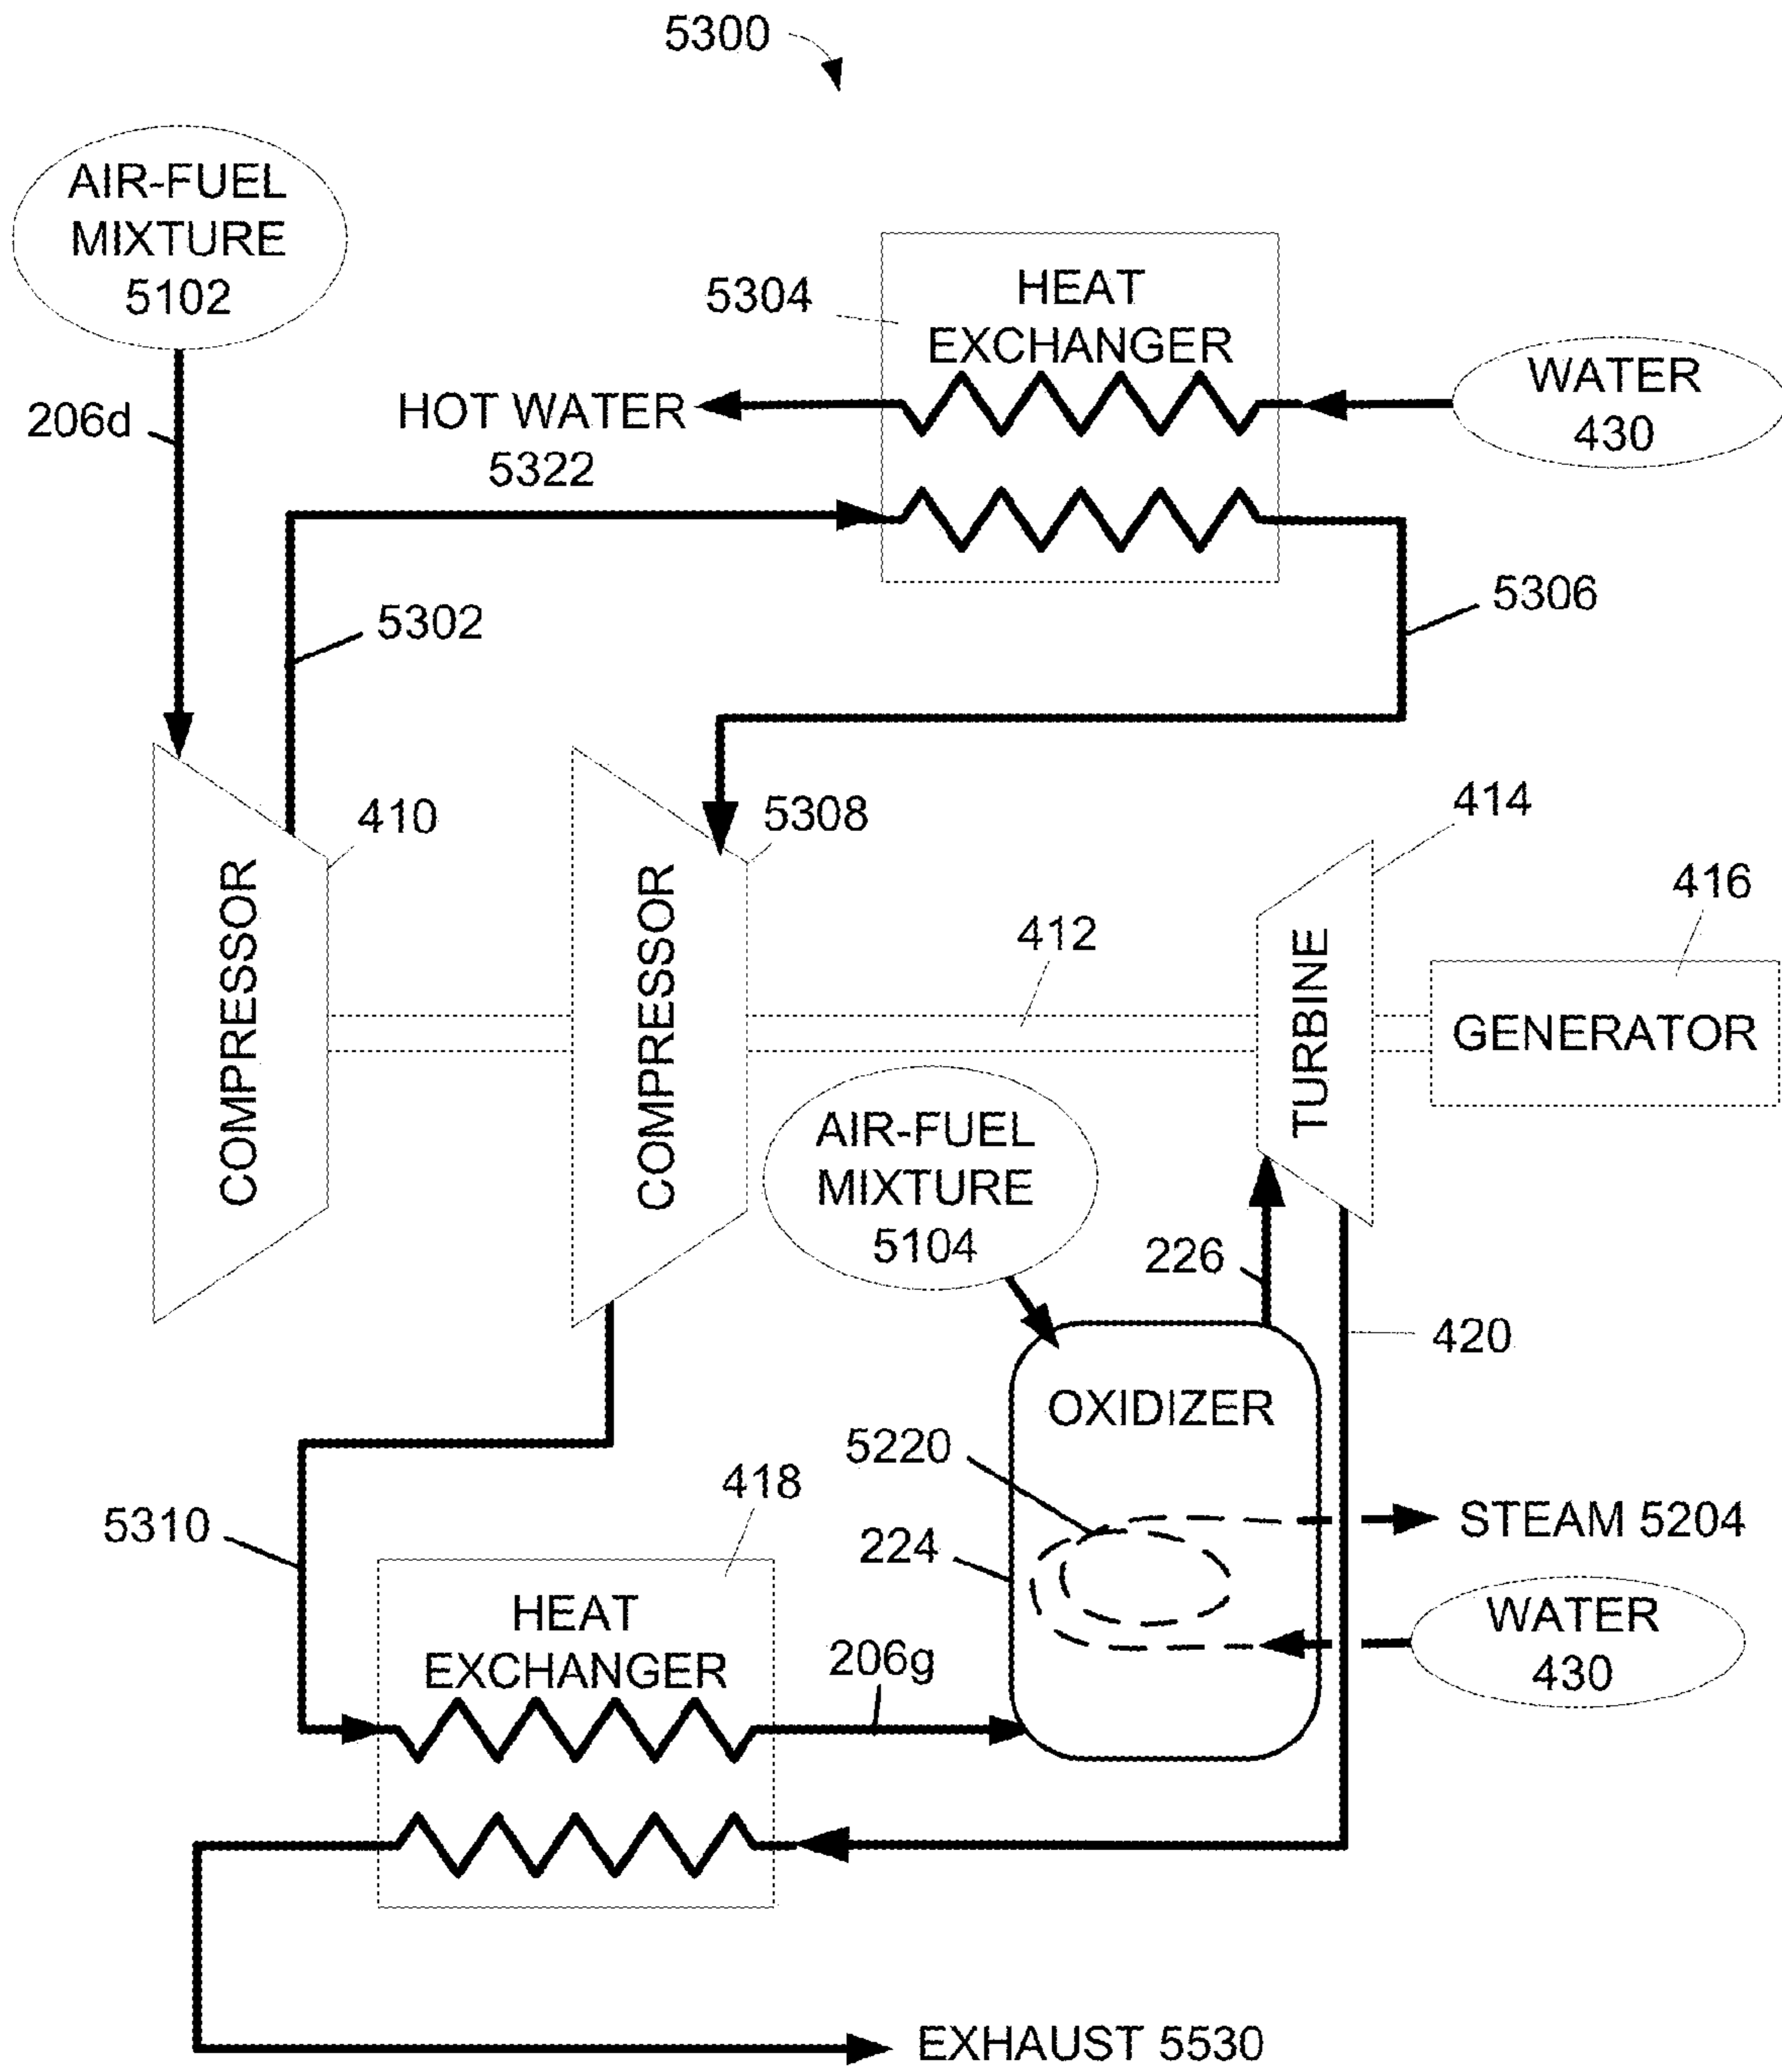 5300
AIR-FUEL
MIXTURE
5102
206d
5304
HEAT
EXCHANGER
WATER
430
HOT WATER
5322
5302
5306
410
5308
414
416
COMPRESSOR
COMPRESSOR
412
TURBINE
GENERATOR
AIR-FUEL
MIXTURE
5104
226
420
OXIDIZER
5220
418
5310
224
STEAM 5204
HEAT
EXCHANGER
206g
WATER
430
EXHAUST 5530